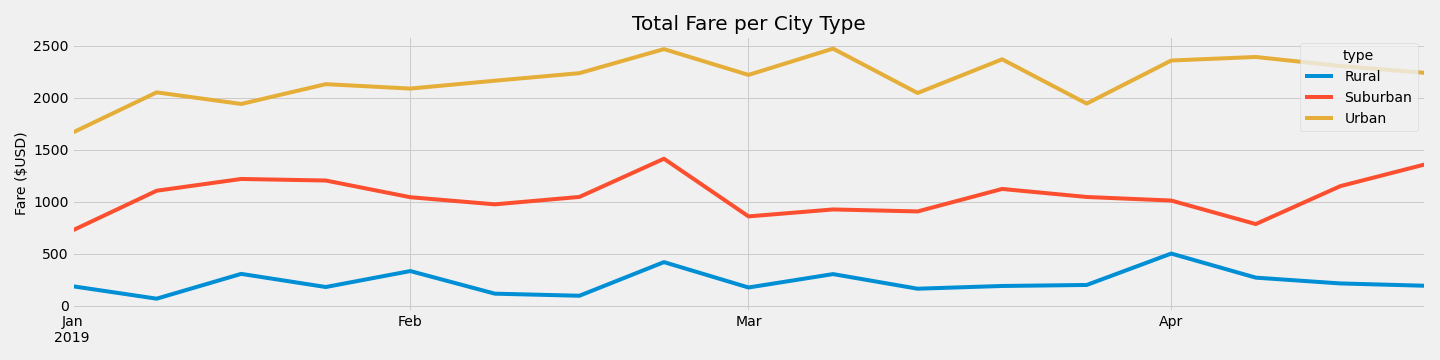 Total Fare per City Type
Fare ($USD)
2500
2000
1500
1000
500
0
Jan
2019
Feb
Mar
Apr
type
Rural
Suburban
Urban